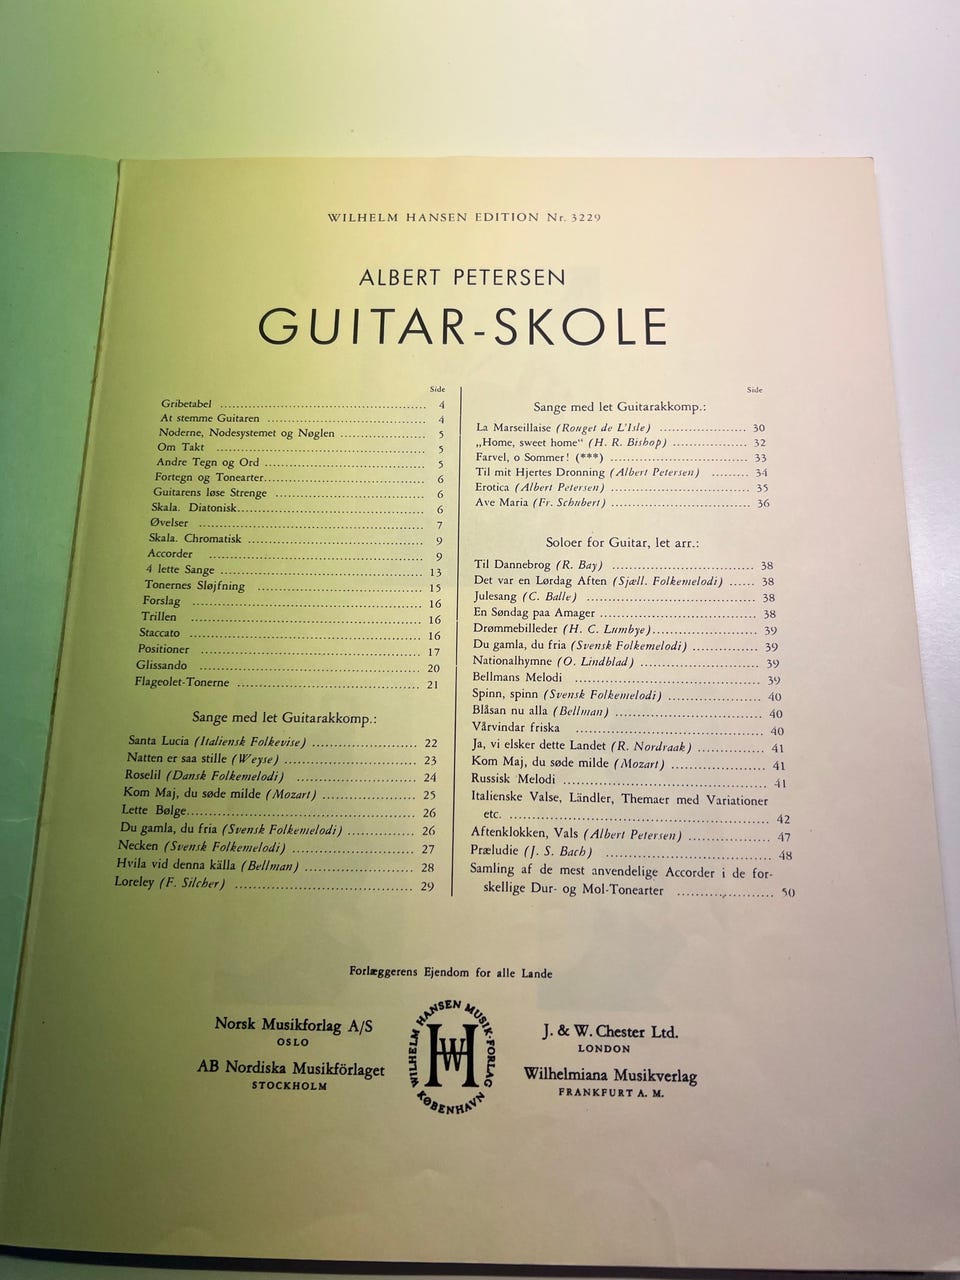 WILHELM HANSEN EDITION Nr. 3229
ALBERT PETERSEN
GUITAR-SKOLE
Side
Gribetabel ........ 4
At stemme Guitaren ........ 4
Noderne, Nodesystemet og Nøglen ........ 5
Om Takt ........ 5
Andre Tegn og Ord ........ 5
Fortegn og Tonearter ........ 6
Guitarens løse Strenge ........ 6
Skala. Diatonisk ........ 6
Øvelser ........ 7
Skala. Chromatisk ........ 9
Accorder ........ 9
4 lette Sange ........ 13
Tonernes Sløjfning ........ 15
Forslag ........ 16
Trillen ........ 16
Staccato ........ 16
Positioner ........ 17
Glissando ........ 20
Flageolet-Tonerne ........ 21
Sange med let Guitarakkomp.:
Santa Lucia (Italiensk Folkevise) ........ 22
Natten er saa stille (Weyse) ........ 23
Roselil (Dansk Folkemelodi) ........ 24
Kom Maj, du søde milde (Mozart) ........ 25
Lette Bølge ........ 26
Du gamla, du fria (Svensk Folkemelodi) ........ 26
Necken (Svensk Folkemelodi) ........ 27
Hvila vid denna källa (Bellman) ........ 28
Loreley (F. Silcher) ........ 29
Side
Sange med let Guitarakkomp.:
La Marseillaise (Rouget de L'Isle) ........ 30
„Home, sweet home“ (H. R. Bishop) ........ 32
Farvel, o Sommer! (***) ........ 33
Til mit Hjertes Dronning (Albert Petersen) ........ 34
Erotica (Albert Petersen) ........ 35
Ave Maria (Fr. Schubert) ........ 36
Soloer for Guitar, let arr.:
Til Dannebrog (R. Bay) ........ 38
Det var en Lørdag Aften (Sjæll. Folkemelodi) ...... 38
Julesang (C. Balle) ........ 38
En Søndag paa Amager ........ 38
Drømmebilleder (H. C. Lumbye) ........ 39
Du gamla, du fria (Svensk Folkemelodi) ........ 39
Nationalhymne (O. Lindblad) ........ 39
Bellmans Melodi ........ 39
Spinn, spinn (Svensk Folkemelodi) ........ 40
Blåsan nu alla (Bellman) ........ 40
Vårvindar friska ........ 40
Ja, vi elsker dette Landet (R. Nordraak) ........ 41
Kom Maj, du søde milde (Mozart) ........ 41
Russisk Melodi ........ 41
Italienske Valse, Ländler, Themaer med Variationer
etc. ........ 42
Aftenklokken, Vals (Albert Petersen) ........ 47
Præludie (J. S. Bach) ........ 48
Samling af de mest anvendelige Accorder i de for-
skellige Dur- og Mol-Tonearter ........ 50
Forlæggerens Ejendom for alle Lande
Norsk Musikforlag A/S
OSLO
AB Nordiska Musikförlaget
STOCKHOLM
WILHELM HANSEN MUSIK-FORLAG
WH
KØBENHAVN
J. & W. Chester Ltd.
LONDON
Wilhelmiana Musikverlag
FRANKFURT A. M.